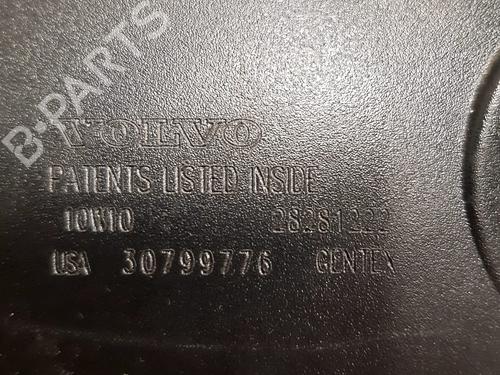 B-PARTS
VOLVO
PATENTS LISTED INSIDE
10W10 28281222
USA 30799776 GENTEX